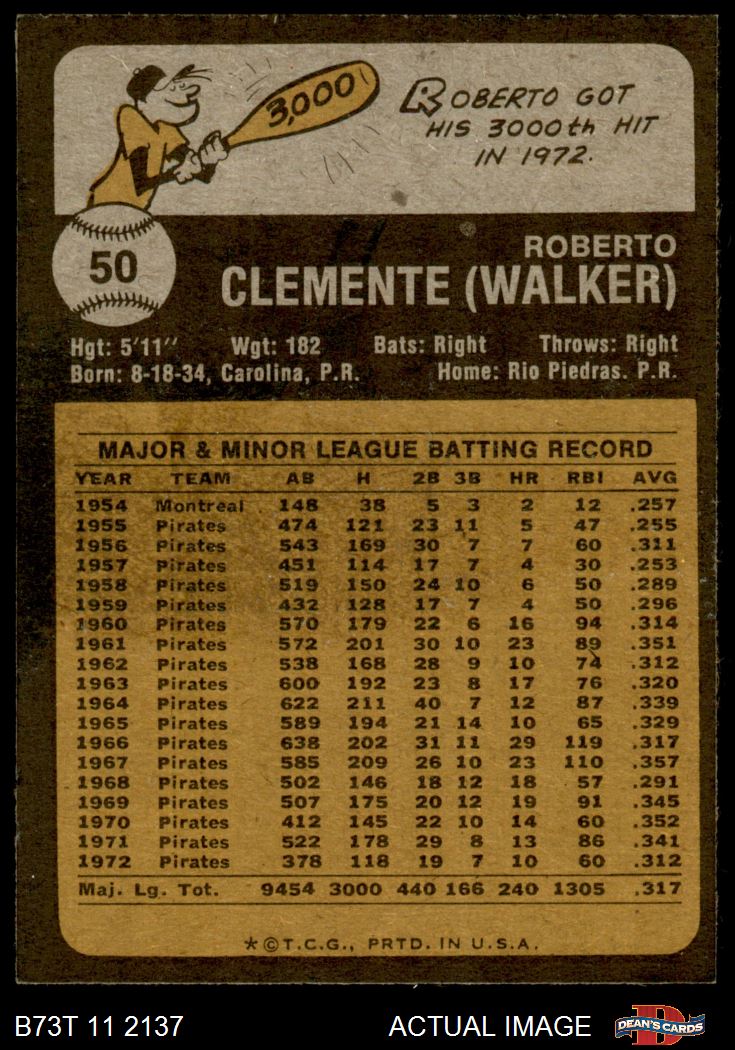 3,000
ROBERTO GOT
HIS 3000th HIT
IN 1972.
50
ROBERTO
CLEMENTE (WALKER)
Hgt: 5'11" Wgt: 182 Bats: Right Throws: Right
Born: 8-18-34, Carolina, P.R. Home: Rio Piedras. P.R.
MAJOR & MINOR LEAGUE BATTING RECORD
YEAR TEAM AB H 2B 3B HR RBI AVG
1954 Montreal 148 38 5 3 2 12 .257
1955 Pirates 474 121 23 11 5 47 .255
1956 Pirates 543 169 30 7 7 60 .311
1957 Pirates 451 114 17 7 4 30 .253
1958 Pirates 519 150 24 10 6 50 .289
1959 Pirates 432 128 17 7 4 50 .296
1960 Pirates 570 179 22 6 16 94 .314
1961 Pirates 572 201 30 10 23 89 .351
1962 Pirates 538 168 28 9 10 74 .312
1963 Pirates 600 192 23 8 17 76 .320
1964 Pirates 622 211 40 7 12 87 .339
1965 Pirates 589 194 21 14 10 65 .329
1966 Pirates 638 202 31 11 29 119 .317
1967 Pirates 585 209 26 10 23 110 .357
1968 Pirates 502 146 18 12 18 57 .291
1969 Pirates 507 175 20 12 19 91 .345
1970 Pirates 412 145 22 10 14 60 .352
1971 Pirates 522 178 29 8 13 86 .341
1972 Pirates 378 118 19 7 10 60 .312
Maj. Lg. Tot. 9454 3000 440 166 240 1305 .317
*©T.C.G., PRTD. IN U.S.A.
B73T 11 2137 ACTUAL IMAGE D DEAN'S CARDS